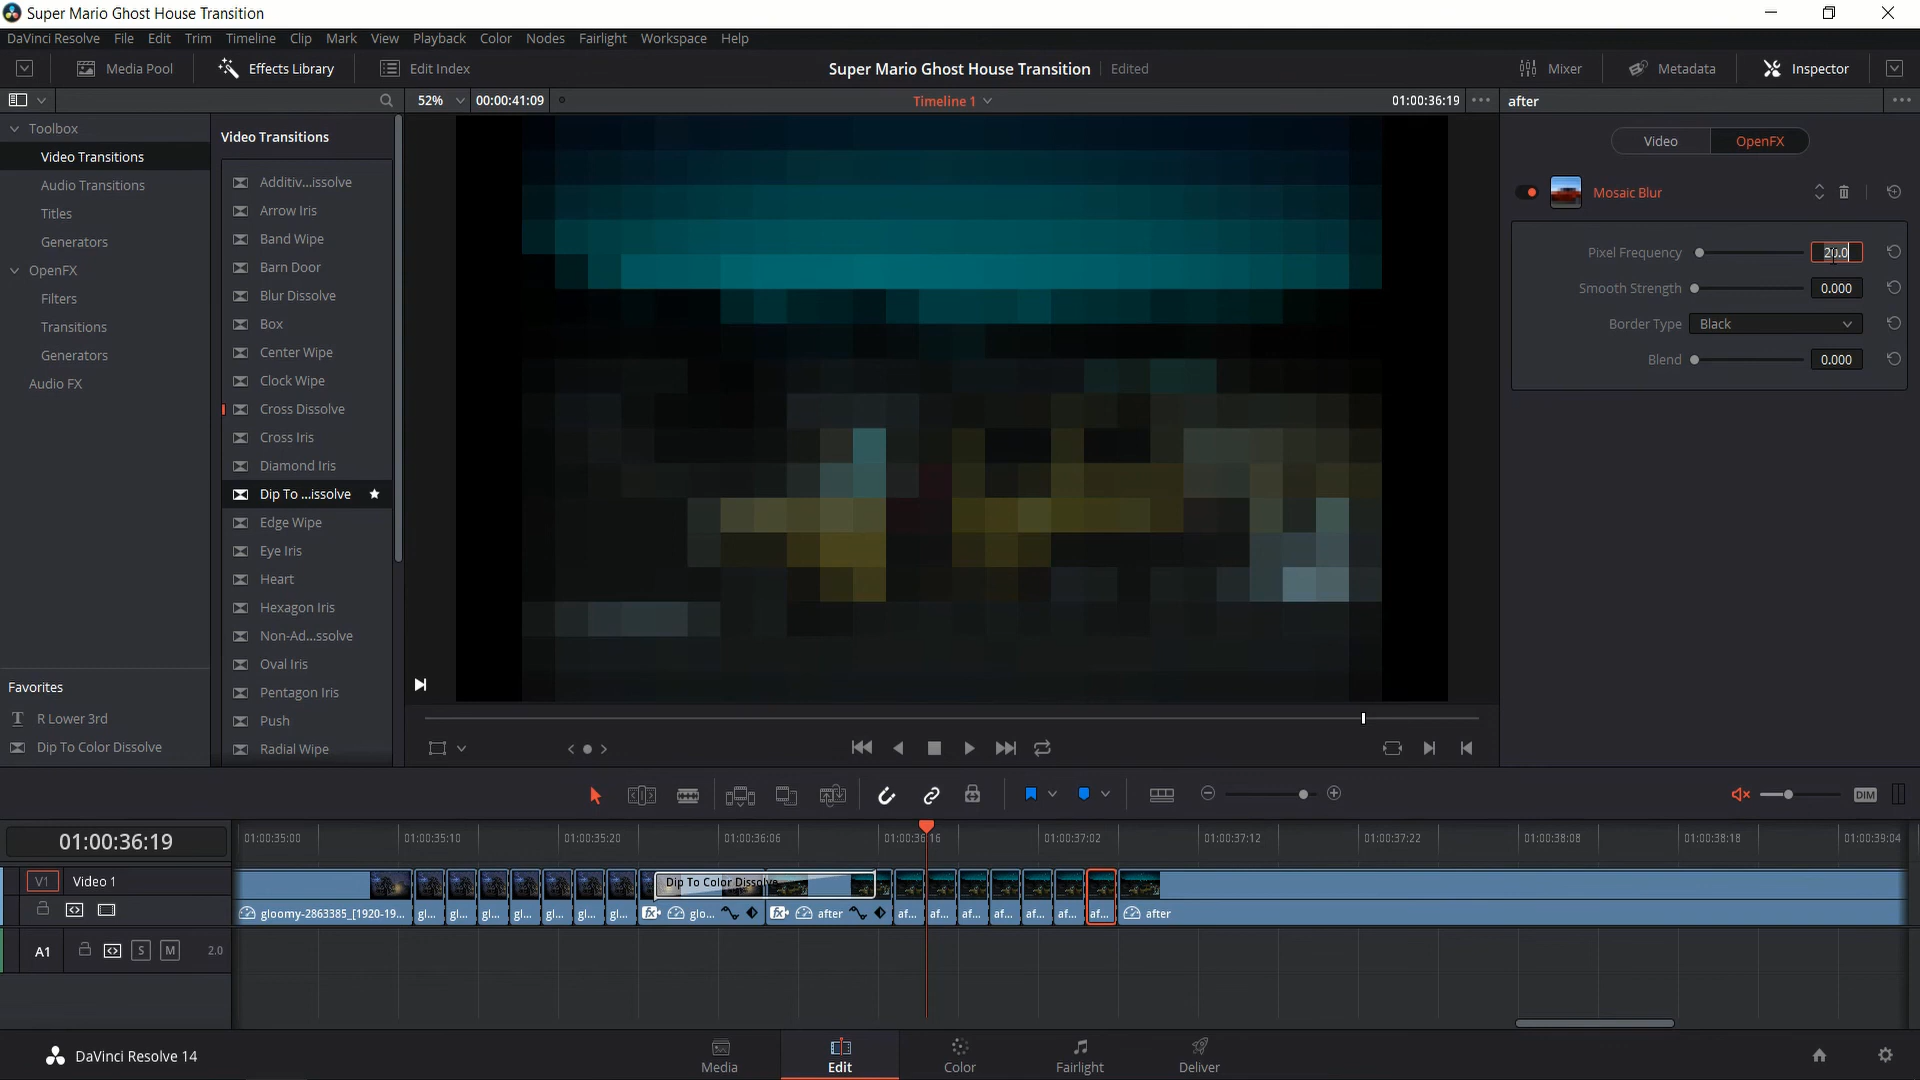 Super Mario Ghost House Transition
DaVinci Resolve File Edit Trim Timeline Clip Mark View Playback Color Nodes Fairlight Workspace Help
Media Pool Effects Library Edit Index Super Mario Ghost House Transition Edited Mixer Metadata Inspector
52% 00:00:41:09 Timeline 1 01:00:36:19 after
Toolbox
Video Transitions
Audio Transitions
Titles
Generators
OpenFX
Filters
Transitions
Generators
Audio FX
Favorites
R Lower 3rd
Dip To Color Dissolve
Video Transitions
Additiv...issolve
Arrow Iris
Band Wipe
Barn Door
Blur Dissolve
Box
Center Wipe
Clock Wipe
Cross Dissolve
Cross Iris
Diamond Iris
Dip To ...issolve
Edge Wipe
Eye Iris
Heart
Hexagon Iris
Non-Ad...ssolve
Oval Iris
Pentagon Iris
Push
Radial Wipe
Video OpenFX
Mosaic Blur
Pixel Frequency 20.0
Smooth Strength 0.000
Border Type Black
Blend 0.000
DIM
01:00:36:19
01:00:35:00 01:00:35:10 01:00:35:20 01:00:36:06 01:00:36:16 01:00:37:02 01:00:37:12 01:00:37:22 01:00:38:08 01:00:38:18 01:00:39:04
V1 Video 1
Dip To Color Dissolve
gloomy-2863385_[1920-19... gl... gl... gl... gl... gl... gl... gl... fx glo... fx after af... af... af... af... af... af... af... after
A1 S M 2.0
DaVinci Resolve 14
Media Edit Color Fairlight Deliver